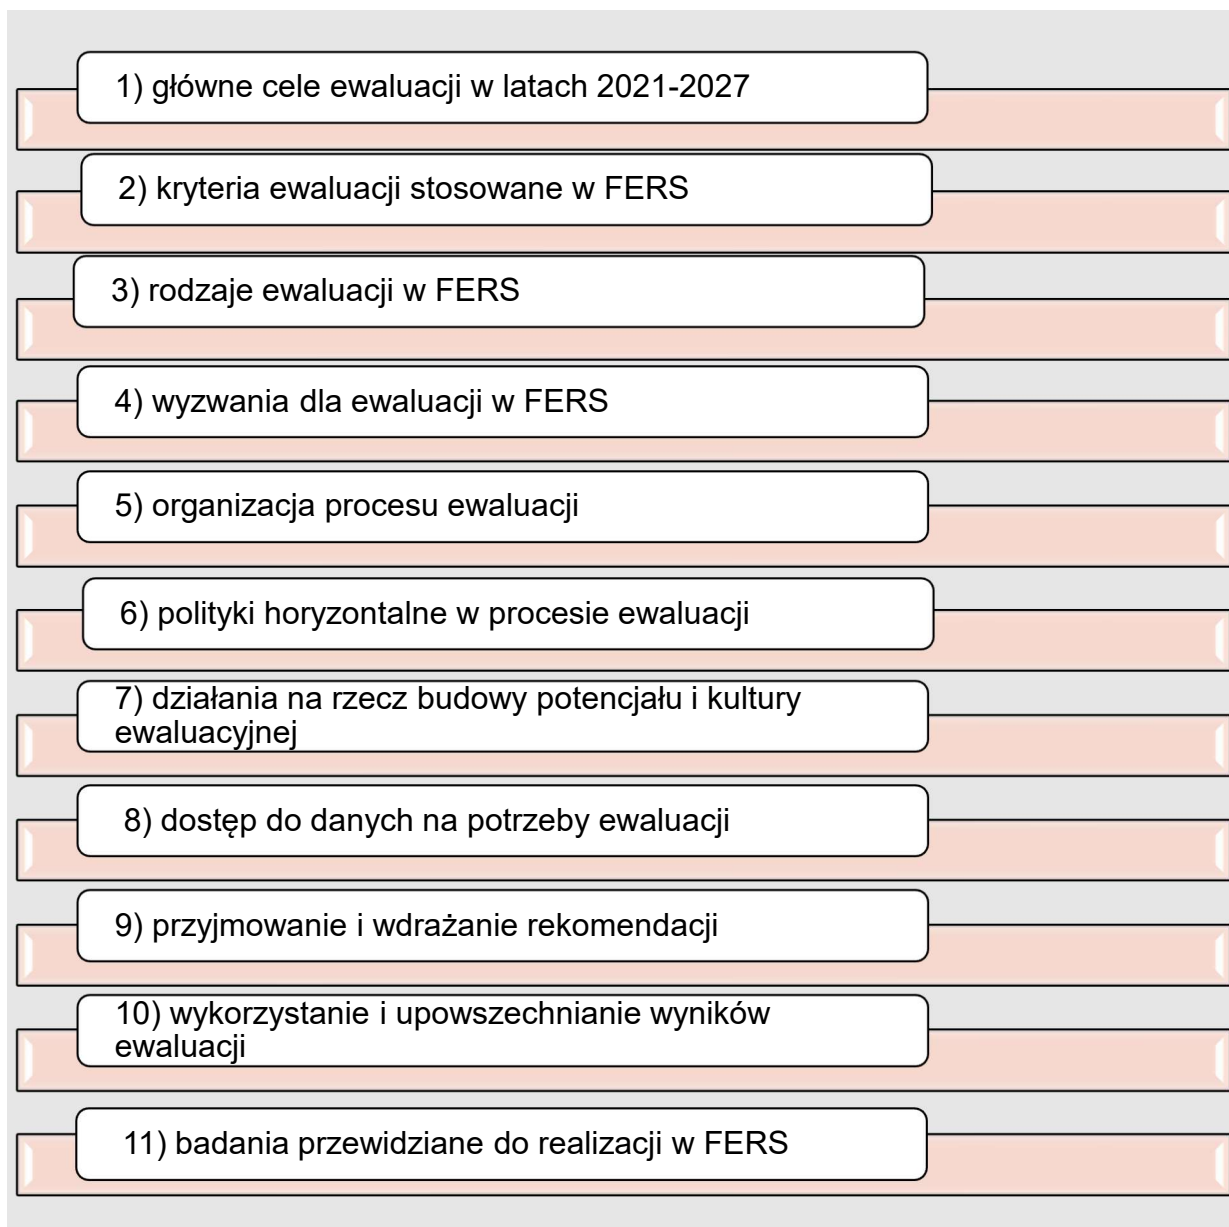 1) główne cele ewaluacji w latach 2021-2027
2) kryteria ewaluacji stosowane w FERS
3) rodzaje ewaluacji w FERS
4) wyzwania dla ewaluacji w FERS
5) organizacja procesu ewaluacji
6) polityki horyzontalne w procesie ewaluacji
7) działania na rzecz budowy potencjału i kultury
ewaluacyjnej
8) dostęp do danych na potrzeby ewaluacji
9) przyjmowanie i wdrażanie rekomendacji
10) wykorzystanie i upowszechnianie wyników
ewaluacji
11) badania przewidziane do realizacji w FERS